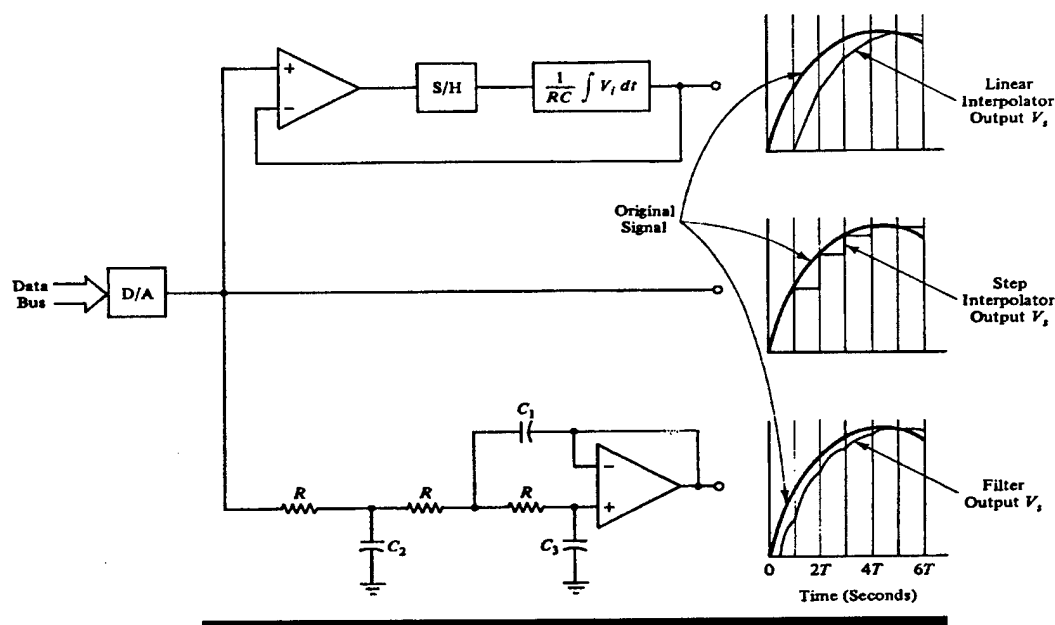 +
−
S/H
1/RC ∫ V_i dt
Linear
Interpolator
Output V_s
Original
Signal
Data
Bus
D/A
Step
Interpolator
Output V_s
C_1
−
+
R
R
R
C_2
C_3
Filter
Output V_s
0 2T 4T 6T
Time (Seconds)